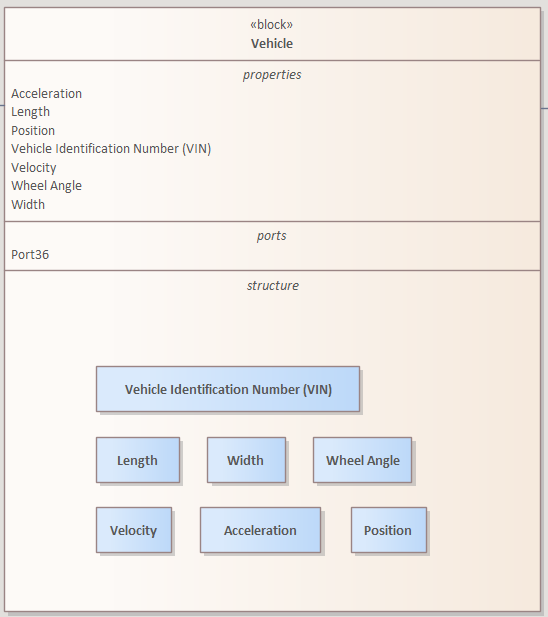 «block»
Vehicle
properties
Acceleration
Length
Position
Vehicle Identification Number (VIN)
Velocity
Wheel Angle
Width
ports
Port36
structure
Vehicle Identification Number (VIN)
Length Width Wheel Angle
Velocity Acceleration Position